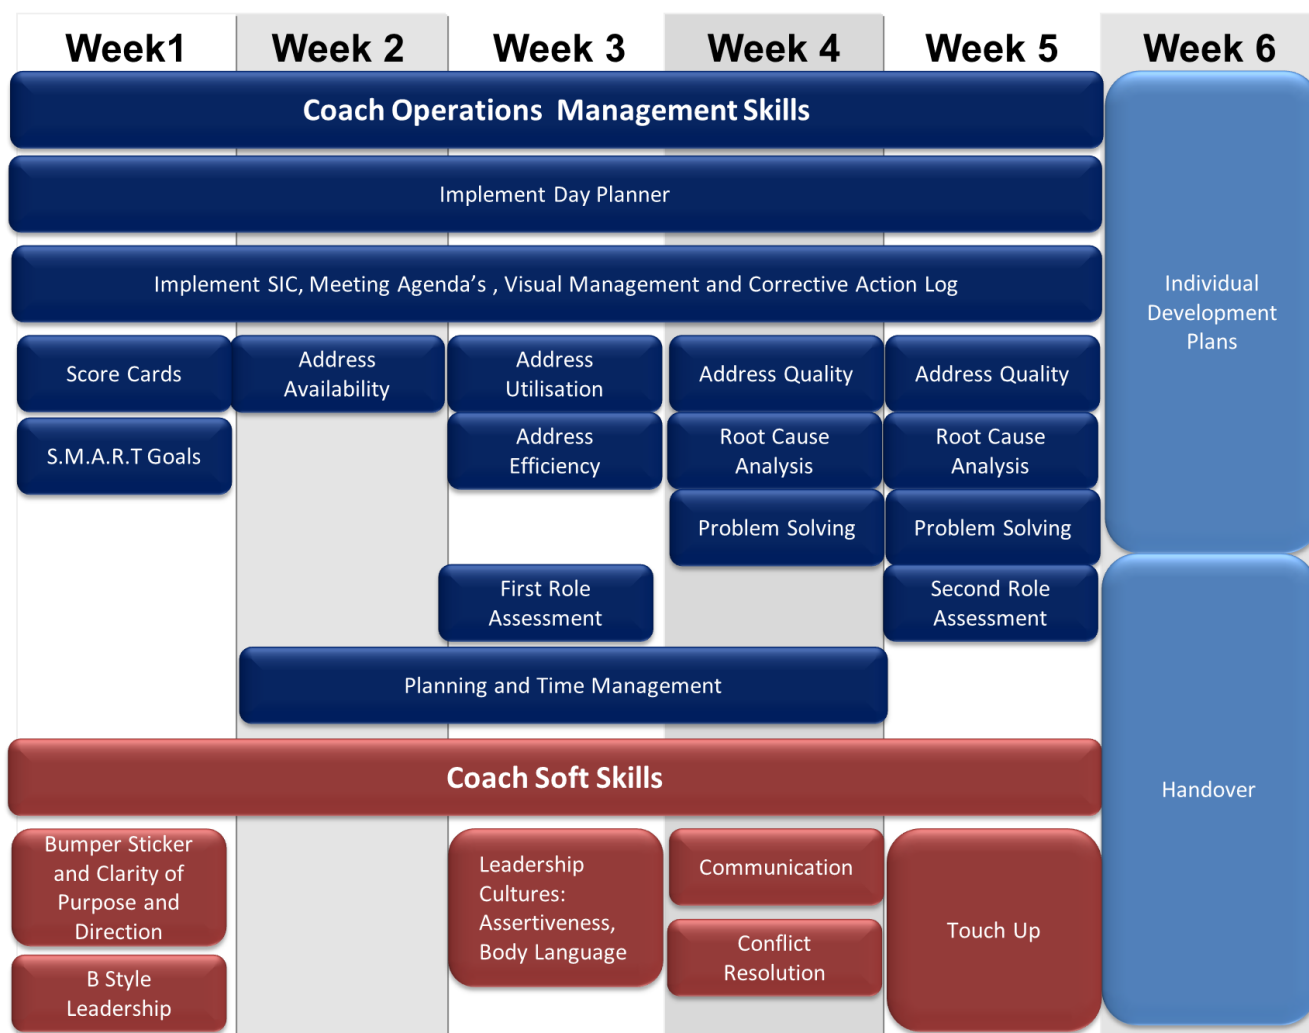 Week1 Week 2 Week 3 Week 4 Week 5 Week 6
Coach Operations Management Skills
Implement Day Planner
Implement SIC, Meeting Agenda’s , Visual Management and Corrective Action Log
Individual
Development
Plans
Score Cards
Address
Availability
Address
Utilisation
Address Quality
Address Quality
S.M.A.R.T Goals
Address
Efficiency
Root Cause
Analysis
Root Cause
Analysis
Problem Solving
Problem Solving
First Role
Assessment
Second Role
Assessment
Planning and Time Management
Coach Soft Skills
Handover
Bumper Sticker
and Clarity of
Purpose and
Direction
Leadership
Cultures:
Assertiveness,
Body Language
Communication
Touch Up
Conflict
Resolution
B Style
Leadership